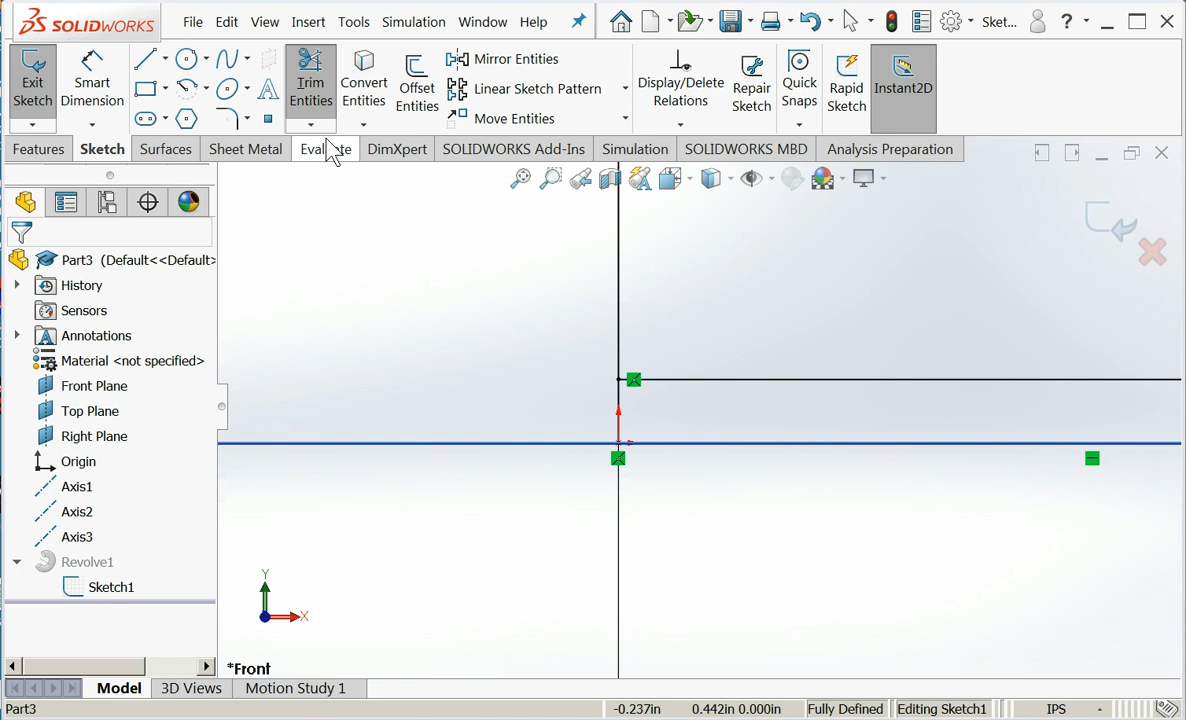 SOLIDWORKS
File Edit View Insert Tools Simulation Window Help
Sket...
?
Exit Sketch
Smart Dimension
Trim Entities
Convert Entities
Offset Entities
Mirror Entities
Linear Sketch Pattern
Move Entities
Display/Delete Relations
Repair Sketch
Quick Snaps
Rapid Sketch
Instant2D
Features Sketch Surfaces Sheet Metal Evaluate DimXpert SOLIDWORKS Add-Ins Simulation SOLIDWORKS MBD Analysis Preparation
Part3 (Default<<Default>
History
Sensors
Annotations
Material <not specified>
Front Plane
Top Plane
Right Plane
Origin
Axis1
Axis2
Axis3
Revolve1
Sketch1
Y
X
*Front
Model 3D Views Motion Study 1
Part3 -0.237in 0.442in 0.000in Fully Defined Editing Sketch1 IPS